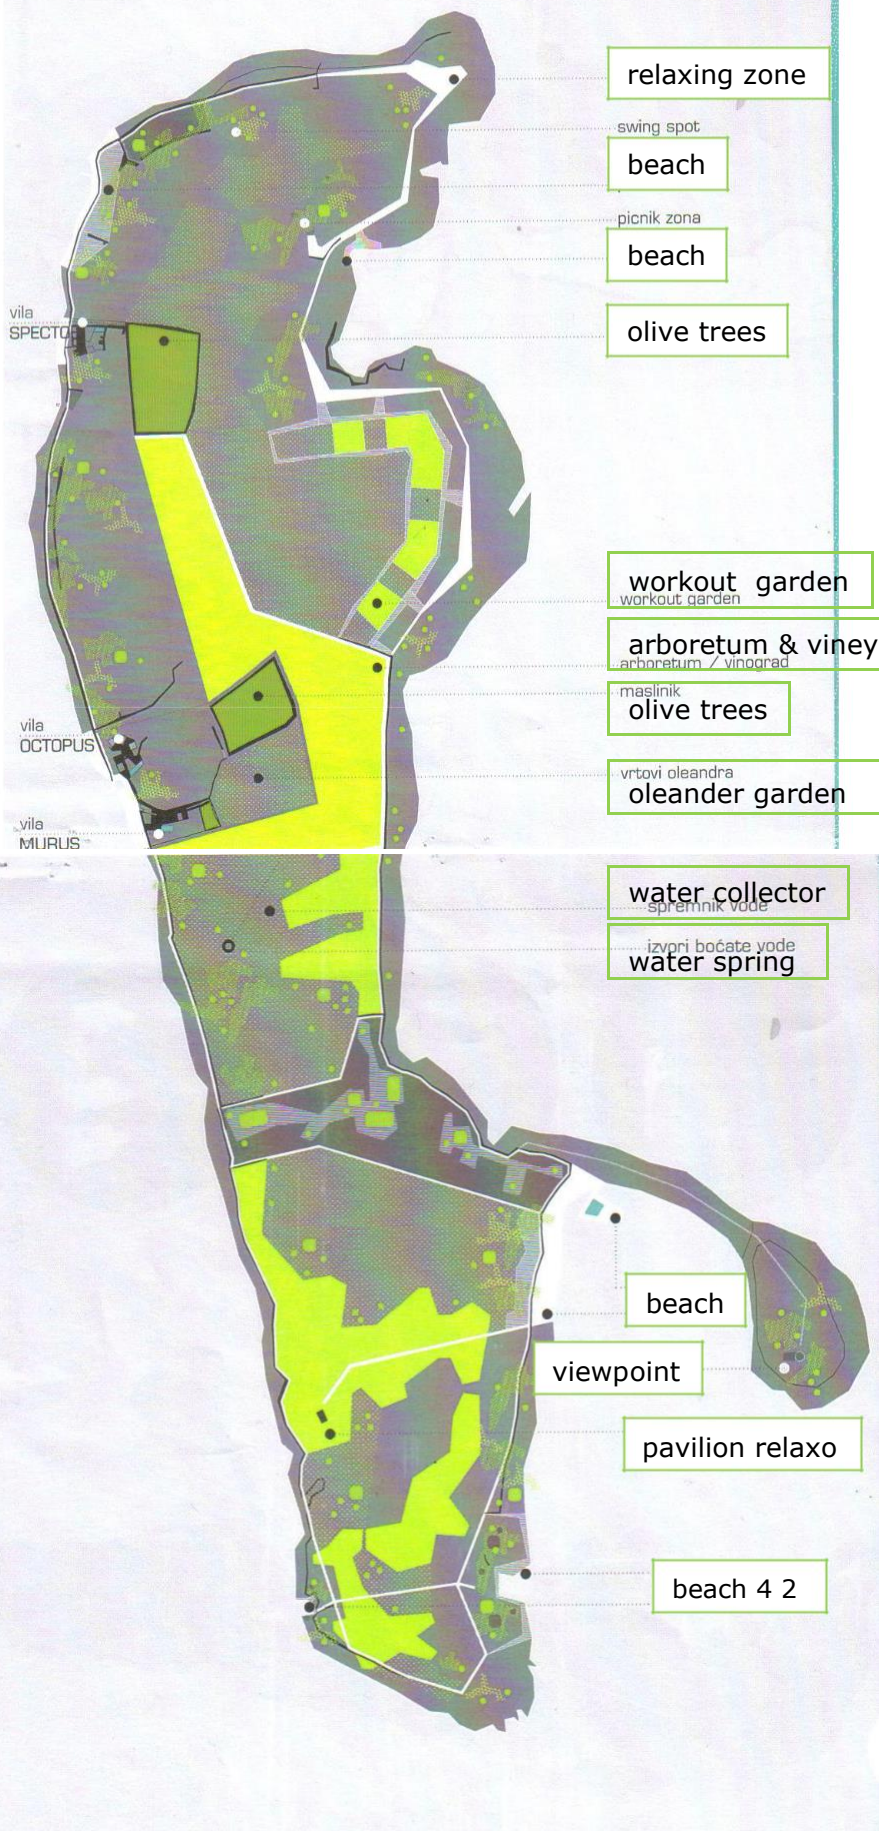 relaxing zone
swing spot
beach
picnik zona
beach
vila
SPECTO
olive trees
workout garden
workout garden
arboretum & viney
arboretum / vinograd
maslinik
olive trees
vila
OCTOPUS
vrtovi oleandra
oleander garden
vila
MURUS
water collector
spremnik vode
izvori boćate vode
water spring
beach
viewpoint
pavilion relaxo
beach 4 2